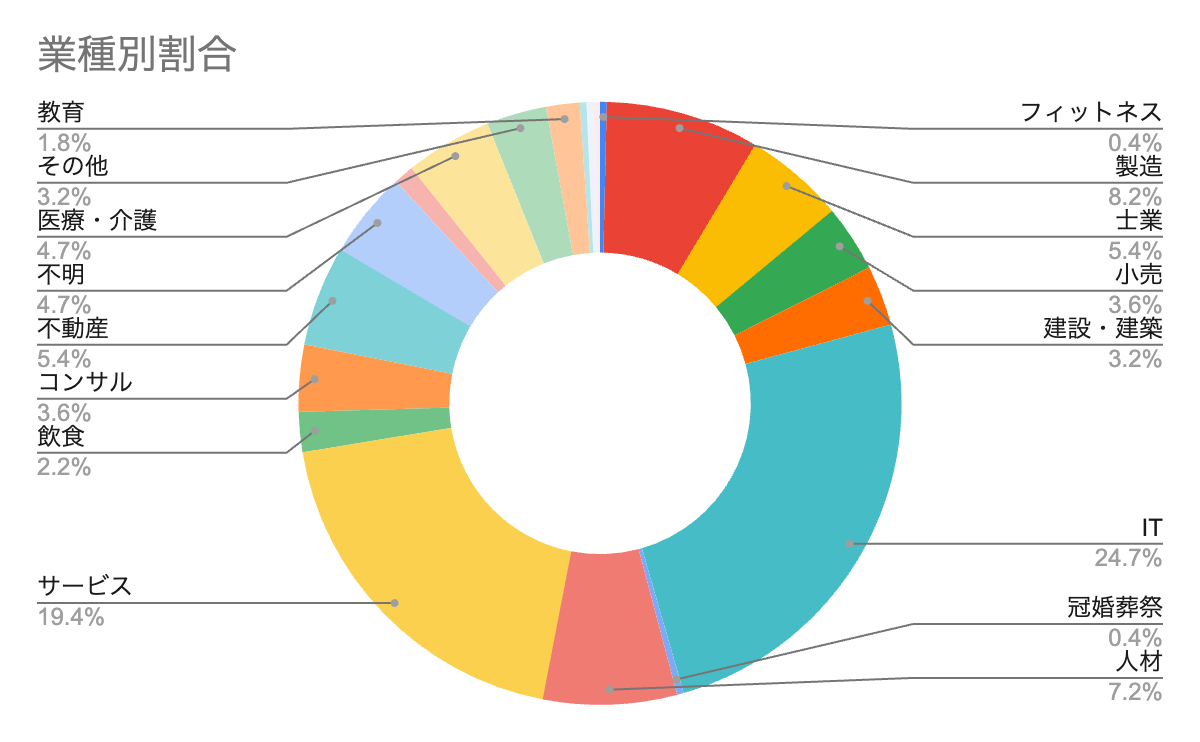 業種別割合
教育
1.8%
その他
3.2%
医療・介護
4.7%
不明
4.7%
不動産
5.4%
コンサル
3.6%
飲食
2.2%
サービス
19.4%
フィットネス
0.4%
製造
8.2%
士業
5.4%
小売
3.6%
建設・建築
3.2%
IT
24.7%
冠婚葬祭
0.4%
人材
7.2%